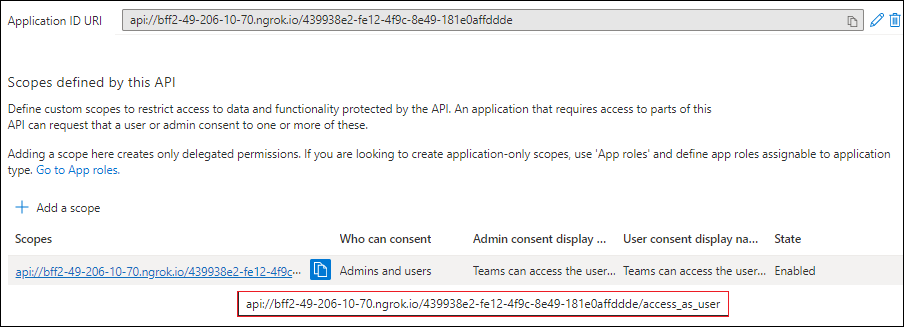 Application ID URI api://bff2-49-206-10-70.ngrok.io/439938e2-fe12-4f9c-8e49-181e0affddde
Scopes defined by this API
Define custom scopes to restrict access to data and functionality protected by the API. An application that requires access to parts of this
API can request that a user or admin consent to one or more of these.
Adding a scope here creates only delegated permissions. If you are looking to create application-only scopes, use 'App roles' and define app roles assignable to application
type. Go to App roles.
+ Add a scope
Scopes Who can consent Admin consent display ... User consent display na... State
api://bff2-49-206-10-70.ngrok.io/439938e2-fe12-4f9c-... Admins and users Teams can access the user... Teams can access the user... Enabled
api://bff2-49-206-10-70.ngrok.io/439938e2-fe12-4f9c-8e49-181e0affddde/access_as_user